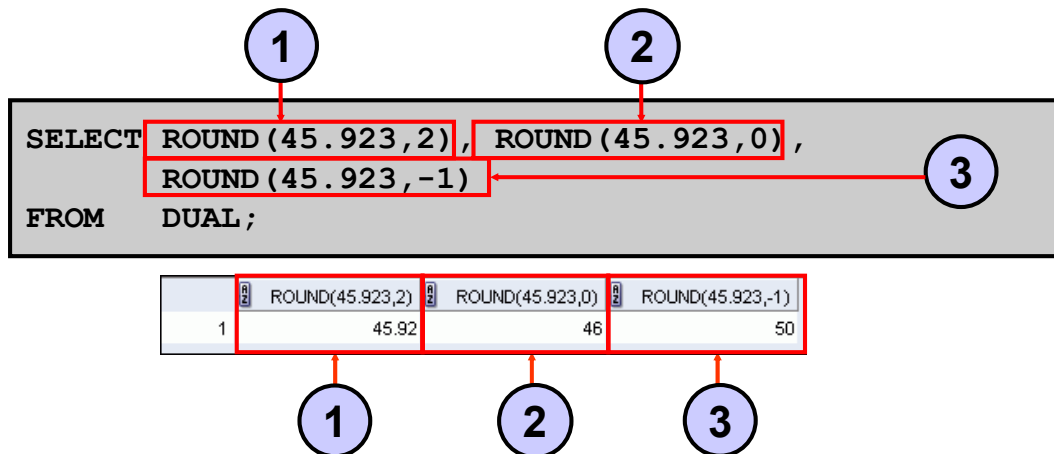 1 2
SELECT ROUND(45.923,2), ROUND(45.923,0),
ROUND(45.923,-1) 3
FROM DUAL;
A Z ROUND(45.923,2) A Z ROUND(45.923,0) A Z ROUND(45.923,-1)
1 45.92 46 50
1 2 3